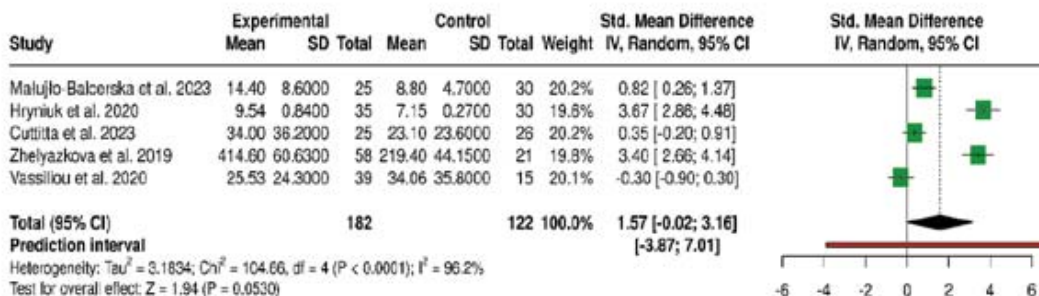 Experimental Control Std. Mean Difference Std. Mean Difference
Study Mean SD Total Mean SD Total Weight IV, Random, 95% CI IV, Random, 95% CI
Malujło-Balcerska et al. 2023 14.40 8.6000 25 8.80 4.7000 30 20.2% 0.82 [0.26; 1.37]
Hryniuk et al. 2020 9.54 0.8400 35 7.15 0.2700 30 19.6% 3.67 [2.86; 4.48]
Cuttitta et al. 2023 34.00 36.2000 25 23.10 23.6000 26 20.2% 0.35 [-0.20; 0.91]
Zhelyazkova et al. 2019 414.60 60.6300 58 219.40 44.1500 21 19.8% 3.40 [2.66; 4.14]
Vassiliou et al. 2020 25.53 24.3000 39 34.06 35.8000 15 20.1% -0.30 [-0.90; 0.30]
Total (95% CI) 182 122 100.0% 1.57 [-0.02; 3.16]
Prediction interval [-3.87; 7.01]
Heterogeneity: Tau² = 3.1834; Chi² = 104.66, df = 4 (P < 0.0001); I² = 96.2%
Test for overall effect: Z = 1.94 (P = 0.0530)
-6 -4 -2 0 2 4 6